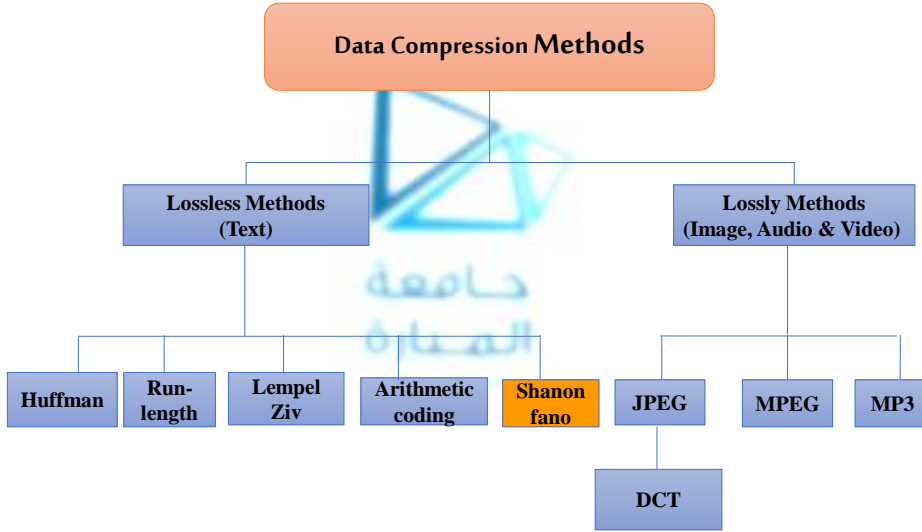 Data Compression Methods
Lossless Methods
(Text)
Lossly Methods
(Image, Audio & Video)
جامعة
المنارة
Huffman
Run-
length
Lempel
Ziv
Arithmetic
coding
Shanon
fano
JPEG
MPEG
MP3
DCT